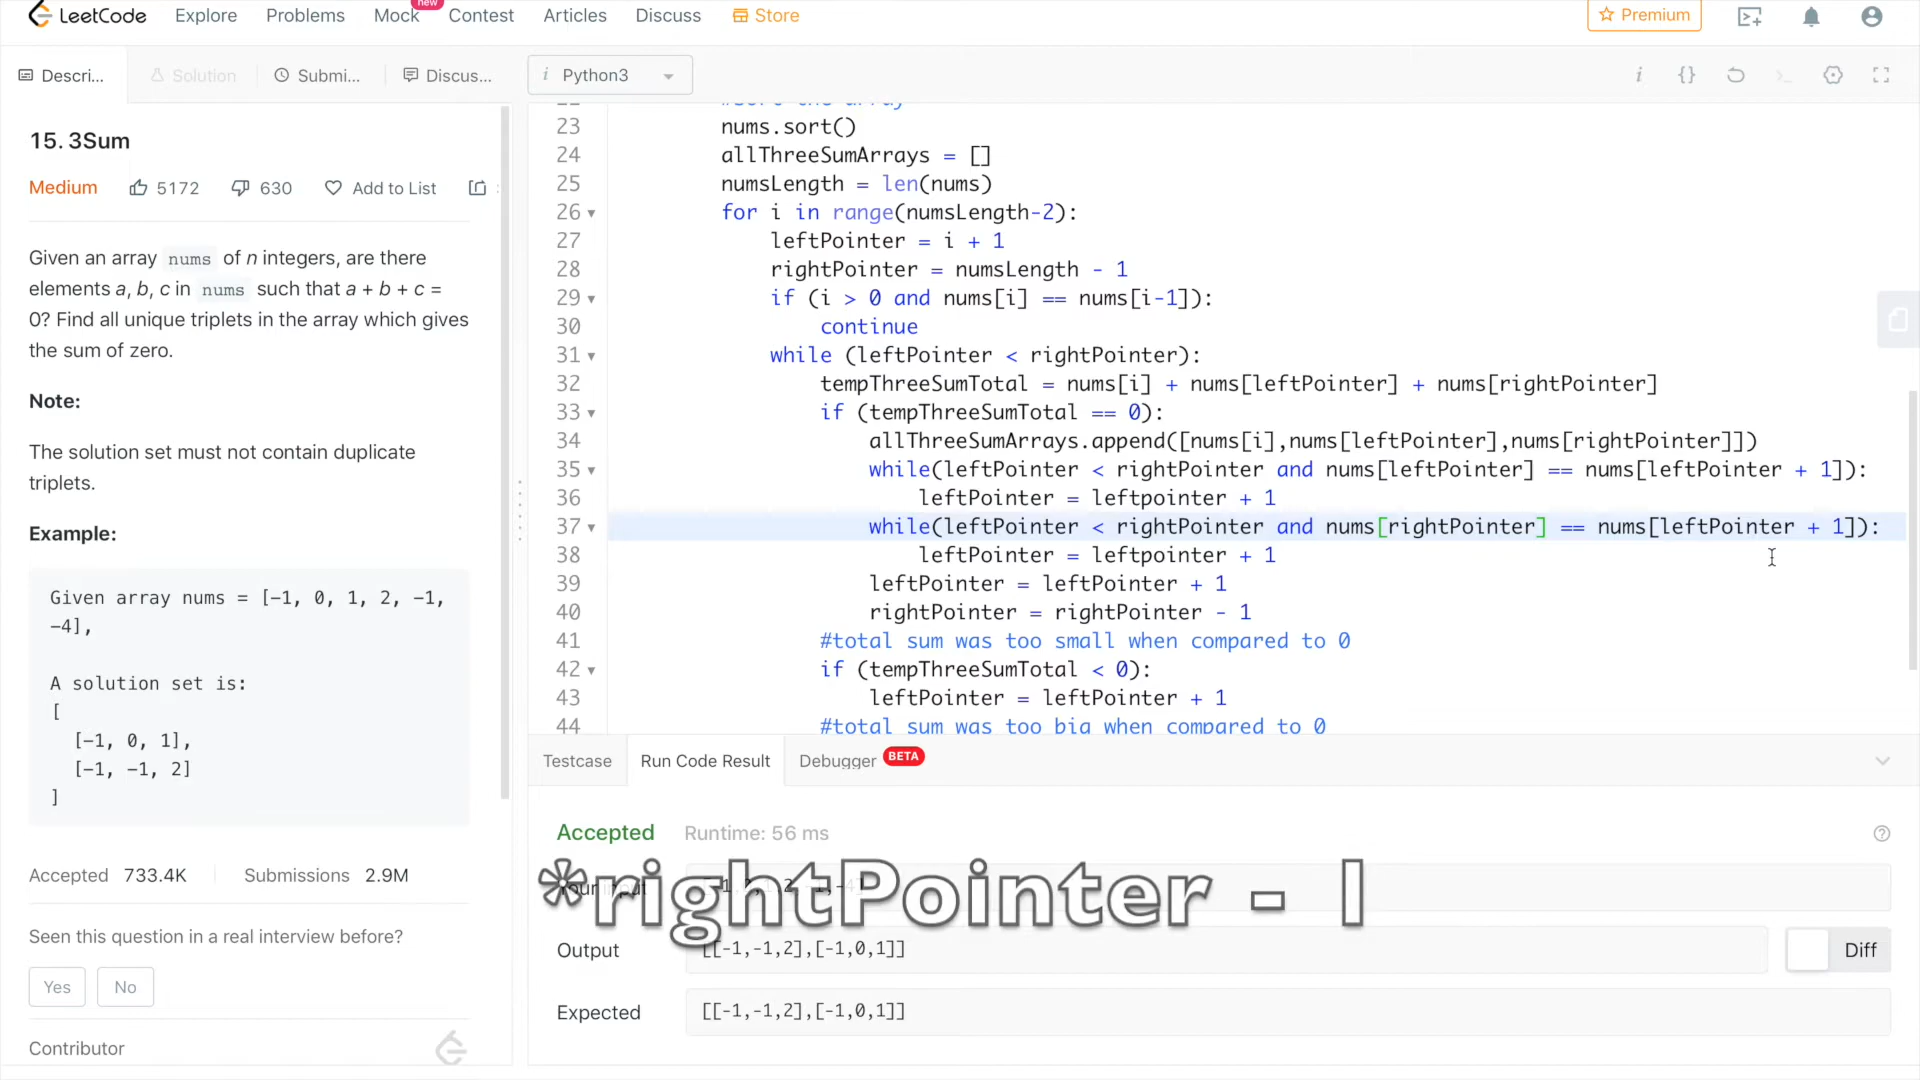 LeetCode
Explore
Problems
Mock
new
Contest
Articles
Discuss
Store
Premium
Descri...
Solution
Submi...
Discus...
i Python3
15. 3Sum
Medium
5172
630
Add to List
Given an array nums of n integers, are there
elements a, b, c in nums such that a + b + c =
0? Find all unique triplets in the array which gives
the sum of zero.
Note:
The solution set must not contain duplicate
triplets.
Example:
Given array nums = [-1, 0, 1, 2, -1,
-4],
A solution set is:
[
[-1, 0, 1],
[-1, -1, 2]
]
Accepted 733.4K
Submissions 2.9M
Seen this question in a real interview before?
Yes
No
Contributor
#sort the array
23 nums.sort()
24 allThreeSumArrays = []
25 numsLength = len(nums)
26 for i in range(numsLength-2):
27 leftPointer = i + 1
28 rightPointer = numsLength - 1
29 if (i > 0 and nums[i] == nums[i-1]):
30 continue
31 while (leftPointer < rightPointer):
32 tempThreeSumTotal = nums[i] + nums[leftPointer] + nums[rightPointer]
33 if (tempThreeSumTotal == 0):
34 allThreeSumArrays.append([nums[i],nums[leftPointer],nums[rightPointer]])
35 while(leftPointer < rightPointer and nums[leftPointer] == nums[leftPointer + 1]):
36 leftPointer = leftpointer + 1
37 while(leftPointer < rightPointer and nums[rightPointer] == nums[leftPointer + 1]):
38 leftPointer = leftpointer + 1
39 leftPointer = leftPointer + 1
40 rightPointer = rightPointer - 1
41 #total sum was too small when compared to 0
42 if (tempThreeSumTotal < 0):
43 leftPointer = leftPointer + 1
44 #total sum was too big when compared to 0
Testcase
Run Code Result
Debugger BETA
Accepted
Runtime: 56 ms
Your input
*rightPointer - 1
Output
[[-1,-1,2],[-1,0,1]]
Diff
Expected
[[-1,-1,2],[-1,0,1]]